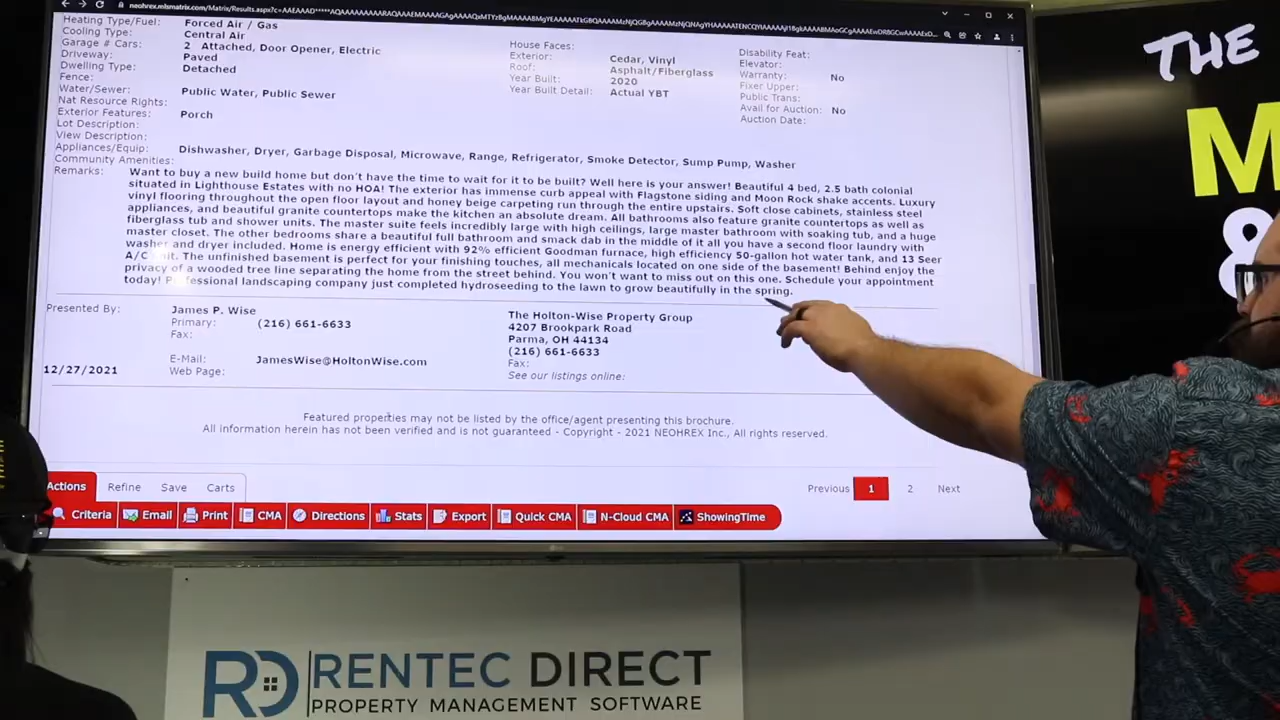 neohrex.mlsmatrix.com/Matrix/Results.aspx?c=
Heating Type/Fuel: Forced Air / Gas
Cooling Type: Central Air
Garage # Cars: 2 Attached, Door Opener, Electric
Driveway: Paved
Dwelling Type: Detached
Fence:
Water/Sewer: Public Water, Public Sewer
Nat Resource Rights:
Exterior Features: Porch
Lot Description:
View Description:
House Faces:
Exterior: Cedar, Vinyl
Roof: Asphalt/Fiberglass
Year Built: 2020
Year Built Detail: Actual YBT
Disability Feat:
Elevator:
Warranty: No
Fixer Upper:
Public Trans:
Avail for Auction: No
Auction Date:
Appliances/Equip: Dishwasher, Dryer, Garbage Disposal, Microwave, Range, Refrigerator, Smoke Detector, Sump Pump, Washer
Community Amenities:
Remarks: Want to buy a new build home but don't have the time to wait for it to be built? Well here is your answer! Beautiful 4 bed, 2.5 bath colonial
situated in Lighthouse Estates with no HOA! The exterior has immense curb appeal with Flagstone siding and Moon Rock shake accents. Luxury
vinyl flooring throughout the open floor layout and honey beige carpeting run through the entire upstairs. Soft close cabinets, stainless steel
appliances, and beautiful granite countertops make the kitchen an absolute dream. All bathrooms also feature granite countertops as well as
fiberglass tub and shower units. The master suite feels incredibly large with high ceilings, large master bathroom with soaking tub, and a huge
master closet. The other bedrooms share a beautiful full bathroom and smack dab in the middle of it all you have a second floor laundry with
washer and dryer included. Home is energy efficient with 92% efficient Goodman furnace, high efficiency 50-gallon hot water tank, and 13 Seer
A/C unit. The unfinished basement is perfect for your finishing touches, all mechanicals located on one side of the basement! Behind enjoy the
privacy of a wooded tree line separating the home from the street behind. You won't want to miss out on this one. Schedule your appointment
today! Professional landscaping company just completed hydroseeding to the lawn to grow beautifully in the spring.
Presented By: James P. Wise
Primary: (216) 661-6633
Fax:
E-Mail: JamesWise@HoltonWise.com
12/27/2021 Web Page:
The Holton-Wise Property Group
4207 Brookpark Road
Parma, OH 44134
(216) 661-6633
Fax:
See our listings online:
Featured properties may not be listed by the office/agent presenting this brochure.
All information herein has not been verified and is not guaranteed - Copyright - 2021 NEOHREX Inc., All rights reserved.
Actions Refine Save Carts
Previous 1 2 Next
Criteria Email Print CMA Directions Stats Export Quick CMA N-Cloud CMA ShowingTime
THE
M
&
RD RENTEC DIRECT
PROPERTY MANAGEMENT SOFTWARE